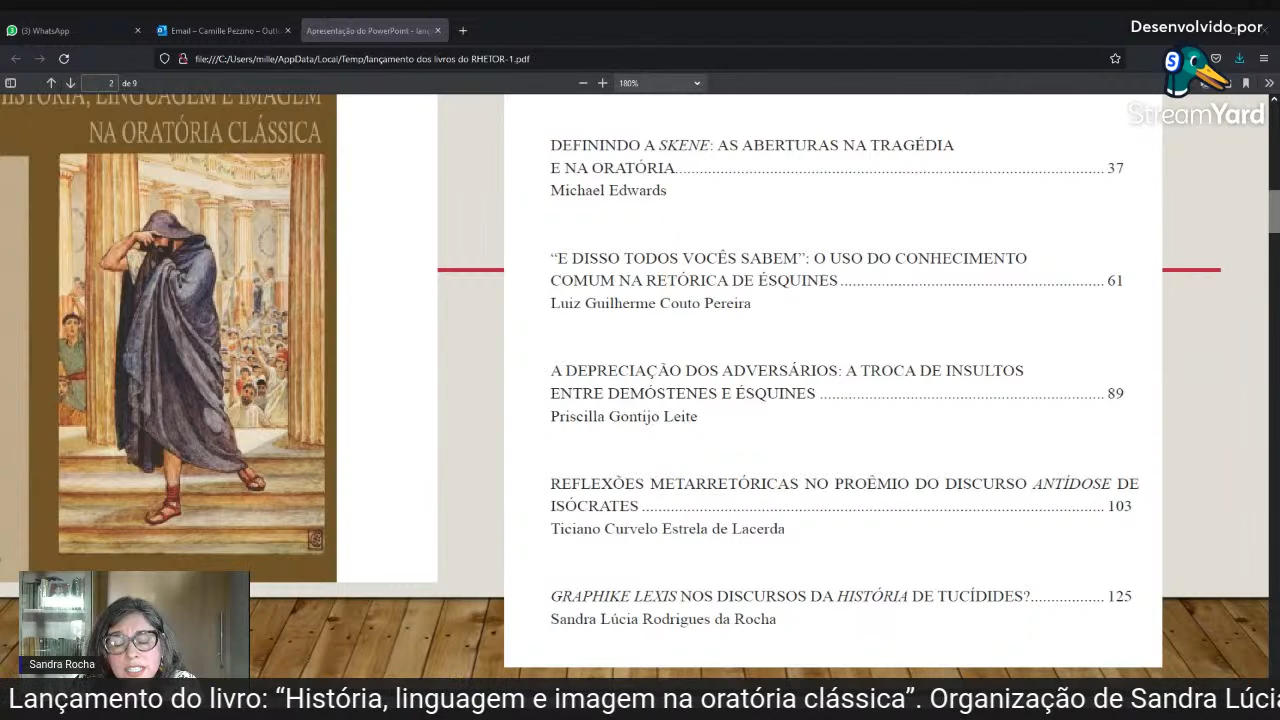 (3) WhatsApp
Email – Camille Pezzino – Outl
Apresentação do PowerPoint - lanç
Desenvolvido por
file:///C:/Users/mille/AppData/Local/Temp/lançamento dos livros do RHETOR-1.pdf
2 de 9
180%
StreamYard
HISTÓRIA, LINGUAGEM E IMAGEM
NA ORATÓRIA CLÁSSICA
DEFININDO A SKENE: AS ABERTURAS NA TRAGÉDIA
E NA ORATÓRIA........ 37
Michael Edwards
“E DISSO TODOS VOCÊS SABEM”: O USO DO CONHECIMENTO
COMUM NA RETÓRICA DE ÉSQUINES........ 61
Luiz Guilherme Couto Pereira
A DEPRECIAÇÃO DOS ADVERSÁRIOS: A TROCA DE INSULTOS
ENTRE DEMÓSTENES E ÉSQUINES ........ 89
Priscilla Gontijo Leite
REFLEXÕES METARRETÓRICAS NO PROÊMIO DO DISCURSO ANTÍDOSE DE
ISÓCRATES ........ 103
Ticiano Curvelo Estrela de Lacerda
GRAPHIKE LEXIS NOS DISCURSOS DA HISTÓRIA DE TUCÍDIDES?........ 125
Sandra Lúcia Rodrigues da Rocha
Sandra Rocha
Lançamento do livro: “História, linguagem e imagem na oratória clássica”. Organização de Sandra Lúcia